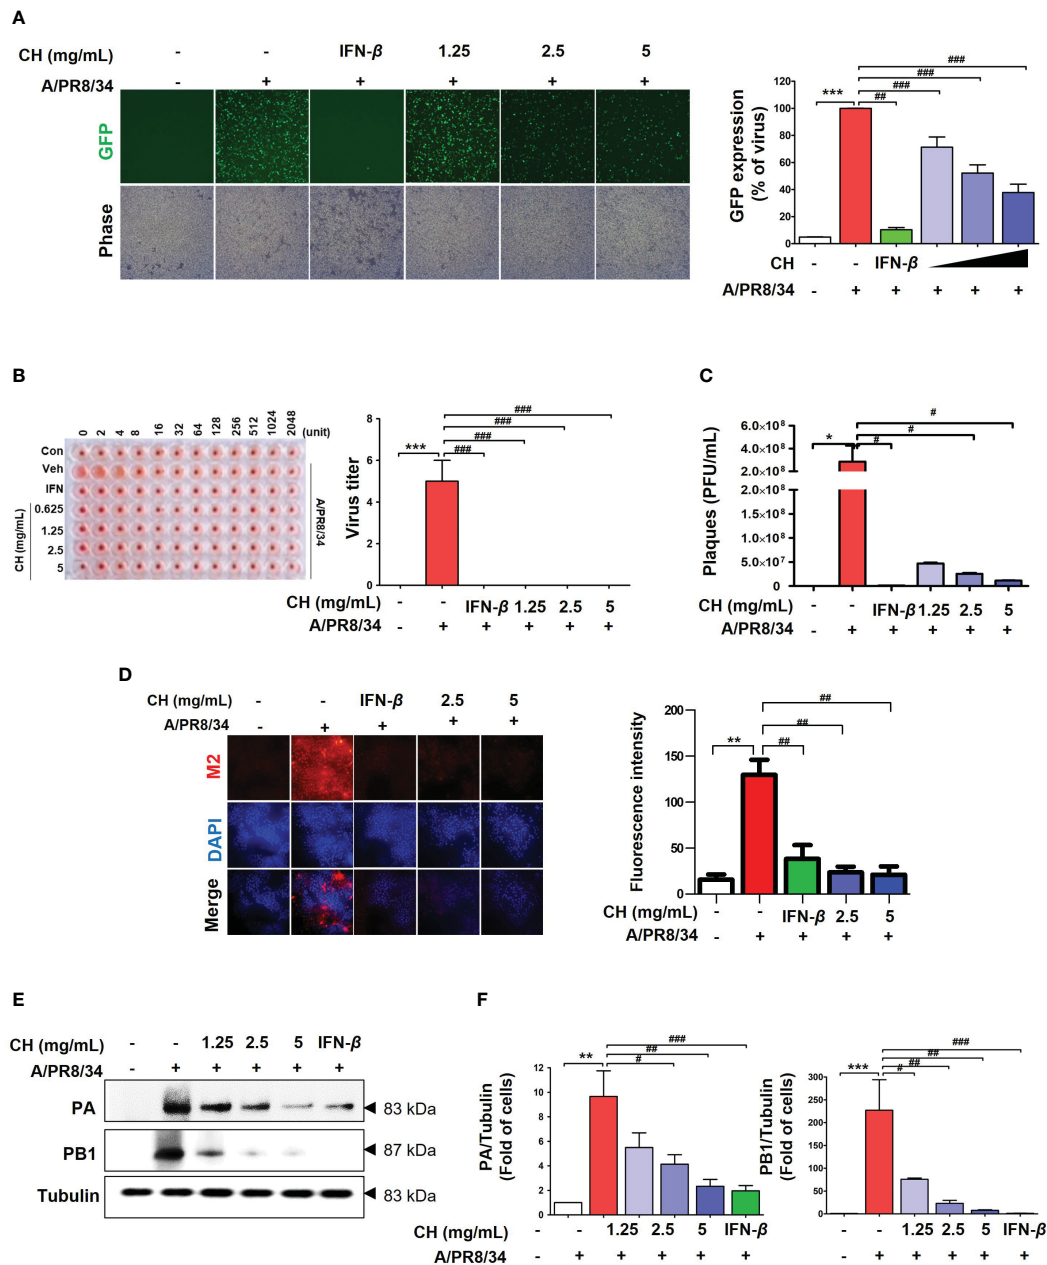 A
CH (mg/mL) - - IFN-β 1.25 2.5 5
A/PR8/34 - + + + + +
GFP
Phase
GFP expression
(% of virus)
120
100
80
60
40
20
0
*** ## ### ### ###
CH - - IFN-β
A/PR8/34 - + + + + +
B
0 2 4 8 16 32 64 128 256 512 1024 2048 (unit)
Con
Veh
IFN
0.625
1.25
2.5
5
CH (mg/mL)
A/PR8/34
Virus titer
8
6
4
2
0
*** ### ### ### ###
CH (mg/mL) - - IFN-β 1.25 2.5 5
A/PR8/34 - + + + + +
C
Plaques (PFU/mL)
6.0×10⁸
4.0×10⁸
2.0×10⁸
2.0×10⁸
1.5×10⁸
1.0×10⁸
5.0×10⁷
0
* # # #
CH (mg/mL) - - IFN-β 1.25 2.5 5
A/PR8/34 - + + + + +
D
CH (mg/mL) - - IFN-β 2.5 5
A/PR8/34 - + + + +
M2
DAPI
Merge
Fluorescence intensity
200
150
100
50
0
** ## ## ##
CH (mg/mL) - - IFN-β 2.5 5
A/PR8/34 - + + + +
E
CH (mg/mL) - - 1.25 2.5 5 IFN-β
A/PR8/34 - + + + + +
PA 83 kDa
PB1 87 kDa
Tubulin 83 kDa
F
PA/Tubulin
(Fold of cells)
12
10
8
6
4
2
0
** # ## ###
CH (mg/mL) - - 1.25 2.5 5 IFN-β
A/PR8/34 - + + + + +
PB1/Tubulin
(Fold of cells)
300
250
200
150
100
50
0
*** # ## ## ###
- - 1.25 2.5 5 IFN-β
- + + + + +